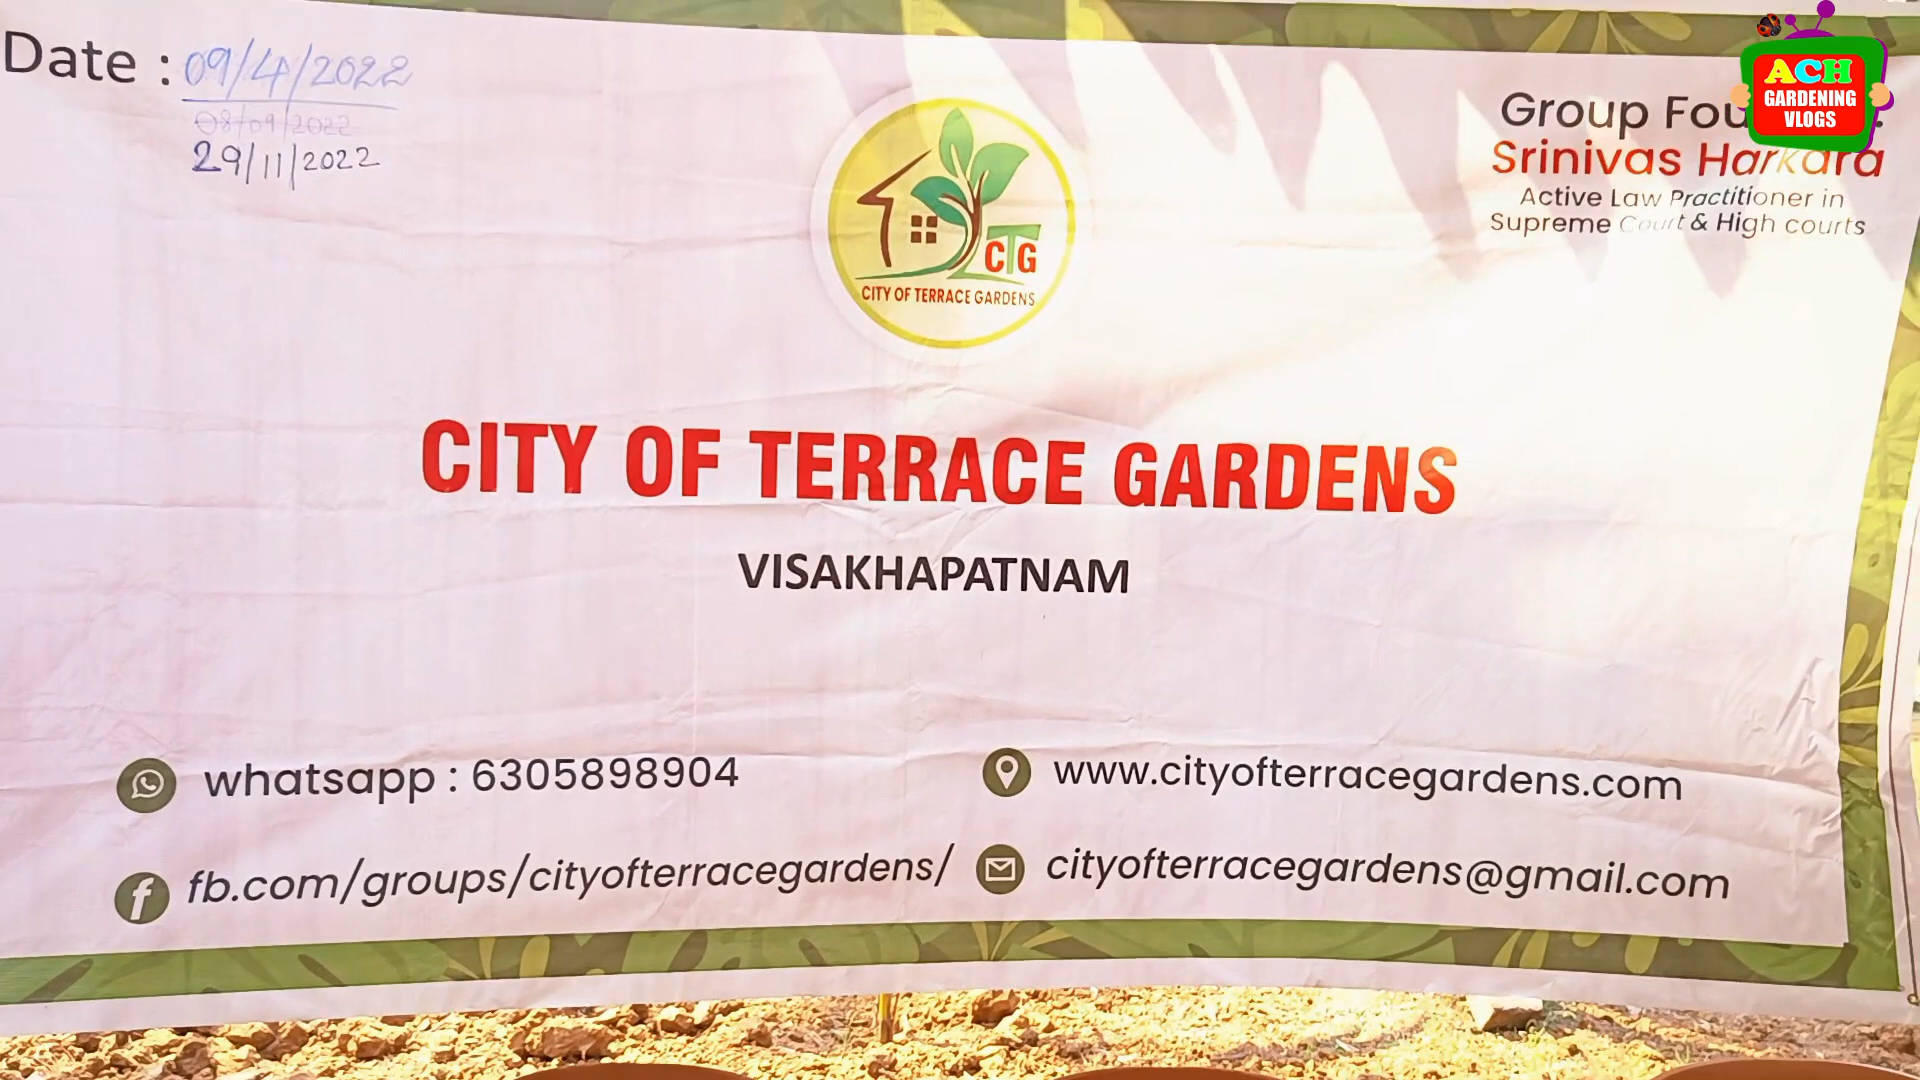 Date : 09/4/2022
08/09/2022
29/11/2022
ACH
GARDENING
VLOGS
Group
Srinivas Harkara
Active Law Practitioner in
Supreme Court & High courts
CTG
CITY OF TERRACE GARDENS
CITY OF TERRACE GARDENS
VISAKHAPATNAM
whatsapp : 6305898904
www.cityofterracegardens.com
fb.com/groups/cityofterracegardens/
cityofterracegardens@gmail.com